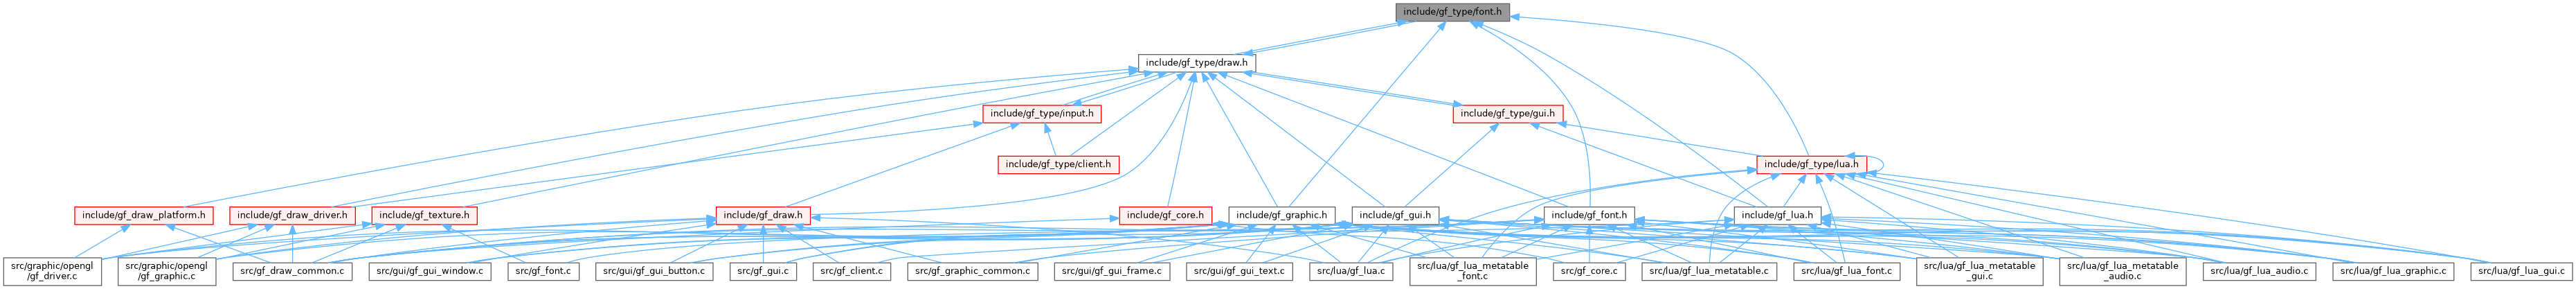 include/gf_type/font.h
include/gf_type/draw.h
include/gf_type/input.h
include/gf_type/gui.h
include/gf_type/client.h
include/gf_type/lua.h
include/gf_draw_platform.h
include/gf_draw_driver.h
include/gf_texture.h
include/gf_draw.h
include/gf_core.h
include/gf_graphic.h
include/gf_gui.h
include/gf_font.h
include/gf_lua.h
src/graphic/opengl
/gf_driver.c
src/graphic/opengl
/gf_graphic.c
src/gf_draw_common.c
src/gui/gf_gui_window.c
src/gf_font.c
src/gui/gf_gui_button.c
src/gf_gui.c
src/gf_client.c
src/gf_graphic_common.c
src/gui/gf_gui_frame.c
src/gui/gf_gui_text.c
src/lua/gf_lua.c
src/lua/gf_lua_metatable
_font.c
src/gf_core.c
src/lua/gf_lua_metatable.c
src/lua/gf_lua_font.c
src/lua/gf_lua_metatable
_gui.c
src/lua/gf_lua_metatable
_audio.c
src/lua/gf_lua_audio.c
src/lua/gf_lua_graphic.c
src/lua/gf_lua_gui.c